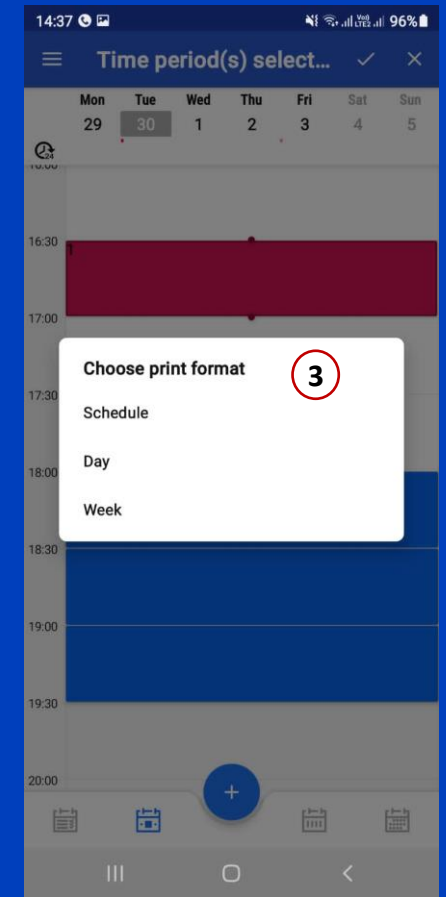 14:37 96%
Time period(s) select...
Mon Tue Wed Thu Fri Sat Sun
29 30 1 2 3 4 5
24
16:30
1
17:00
Choose print format 3
17:30
Schedule
Day
18:00
Week
18:30
19:00
19:30
20:00